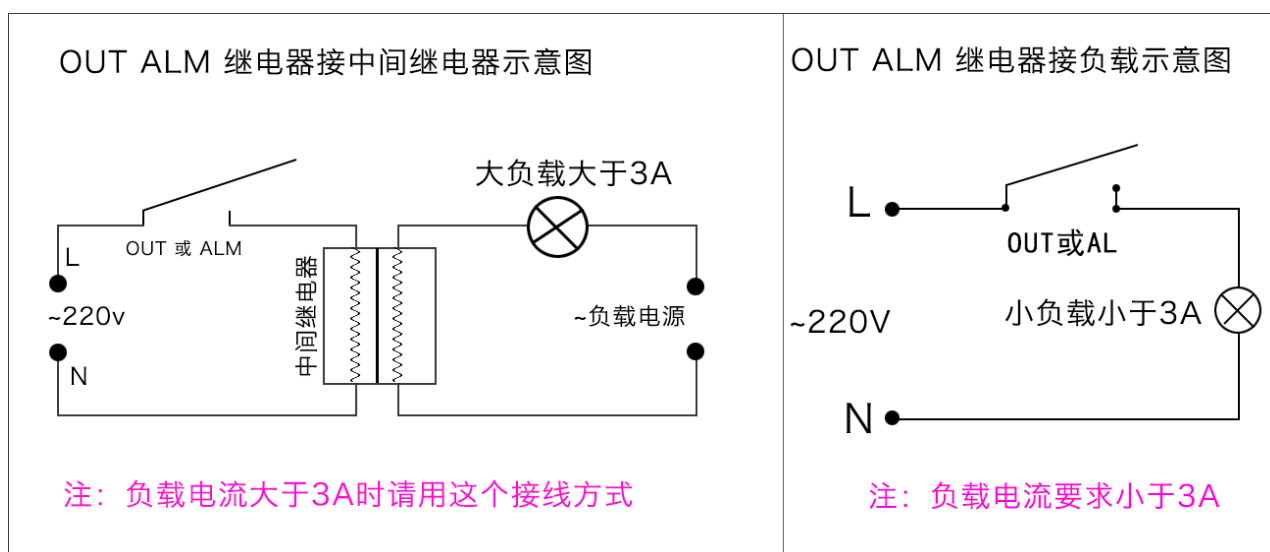 OUT ALM 继电器接中间继电器示意图
大负载大于3A
OUT 或 ALM
L
~220v
N
中间继电器
~负载电源
注：负载电流大于3A时请用这个接线方式
OUT ALM 继电器接负载示意图
L
OUT或AL
~220V
小负载小于3A
N
注：负载电流要求小于3A